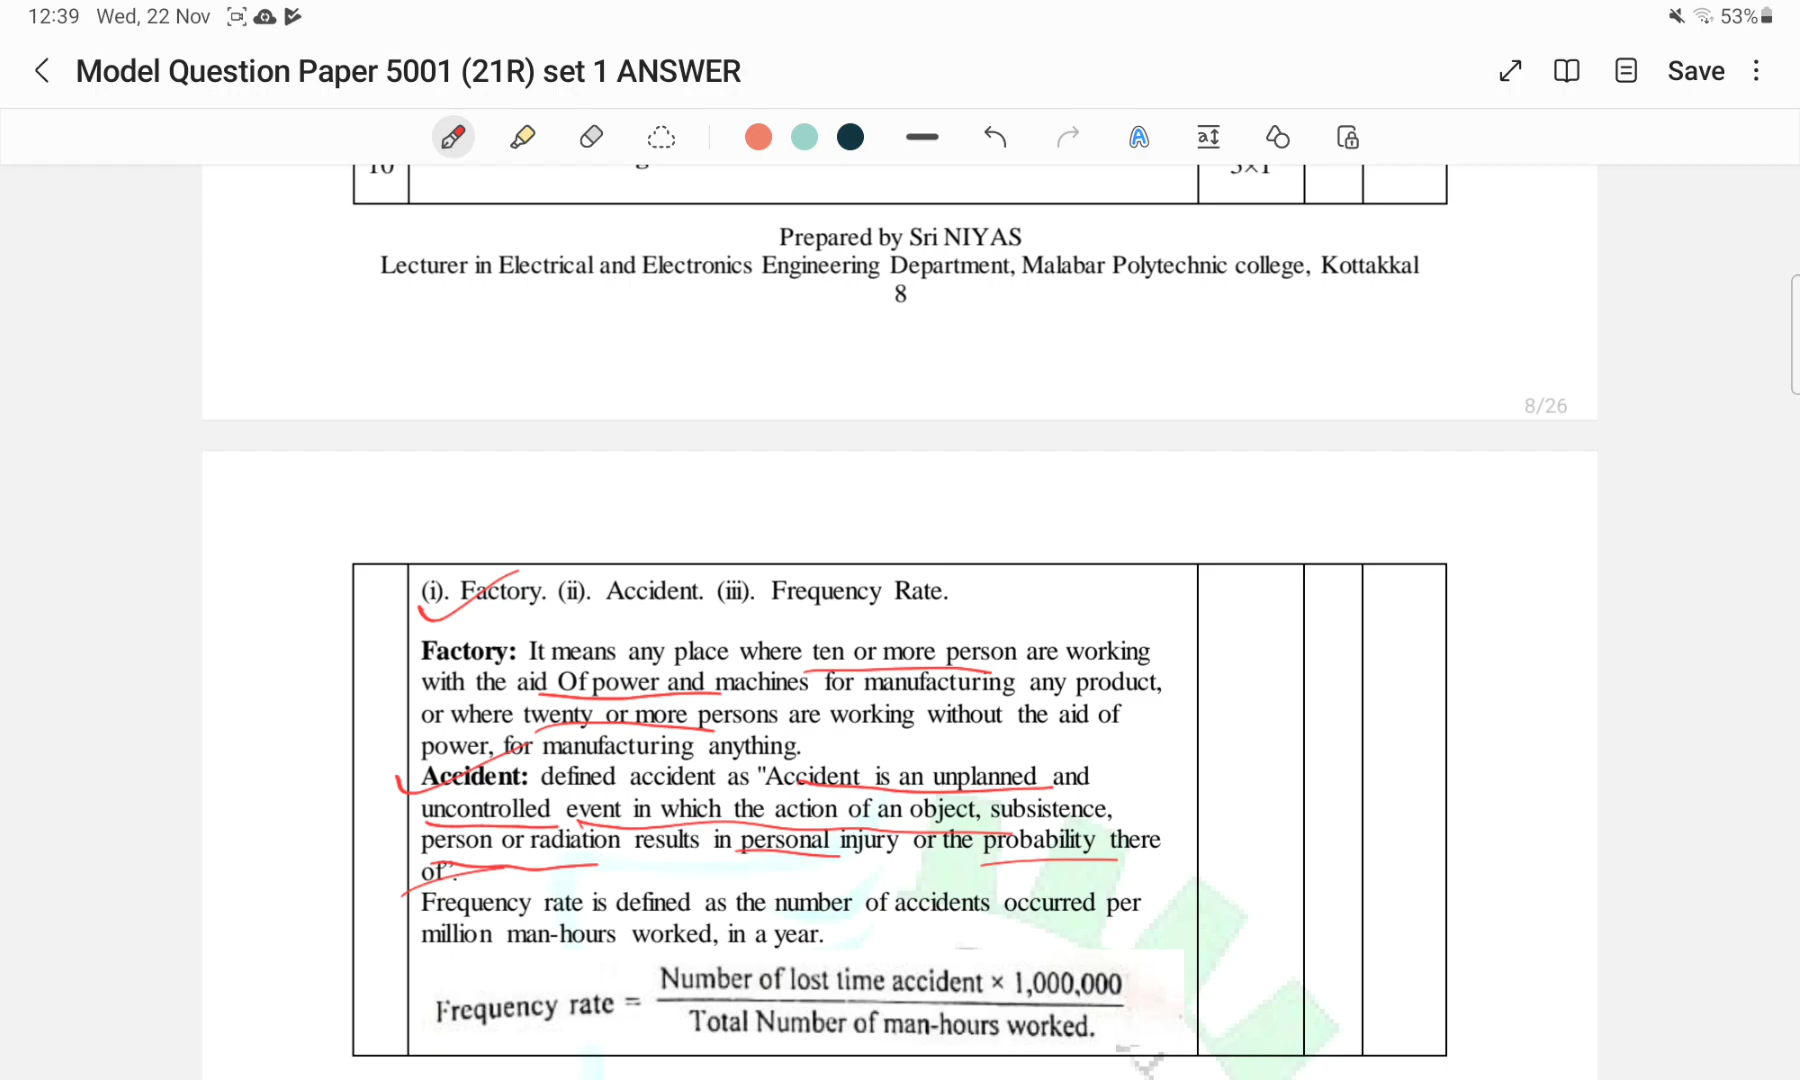 12:39 Wed, 22 Nov
53%
Model Question Paper 5001 (21R) set 1 ANSWER
Save
10
3×1
Prepared by Sri NIYAS
Lecturer in Electrical and Electronics Engineering Department, Malabar Polytechnic college, Kottakkal
8
8/26
(i). Factory. (ii). Accident. (iii). Frequency Rate.
Factory: It means any place where ten or more person are working
with the aid Of power and machines for manufacturing any product,
or where twenty or more persons are working without the aid of
power, for manufacturing anything.
Accident: defined accident as "Accident is an unplanned and
uncontrolled event in which the action of an object, subsistence,
person or radiation results in personal injury or the probability there
of".
Frequency rate is defined as the number of accidents occurred per
million man-hours worked, in a year.
Number of lost time accident × 1,000,000
Frequency rate =
Total Number of man-hours worked.